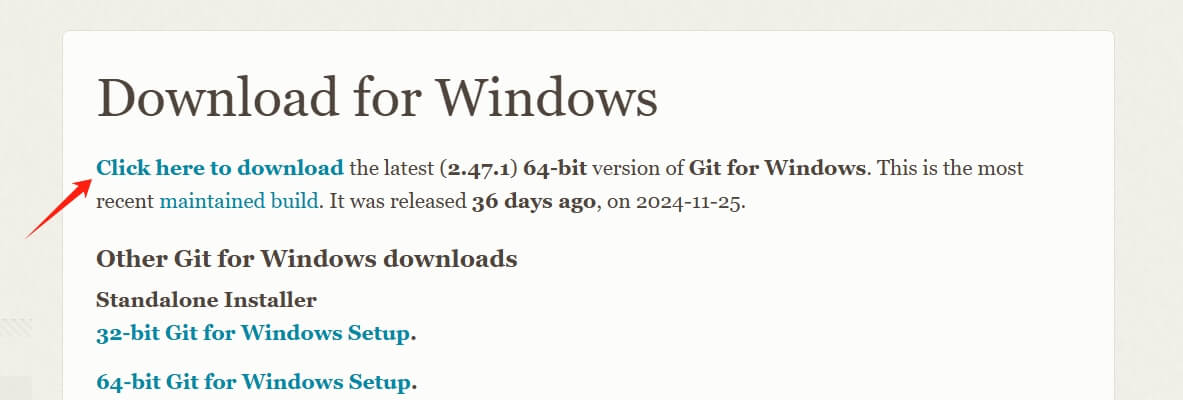 Download for Windows
Click here to download the latest (2.47.1) 64-bit version of Git for Windows. This is the most
recent maintained build. It was released 36 days ago, on 2024-11-25.
Other Git for Windows downloads
Standalone Installer
32-bit Git for Windows Setup.
64-bit Git for Windows Setup.